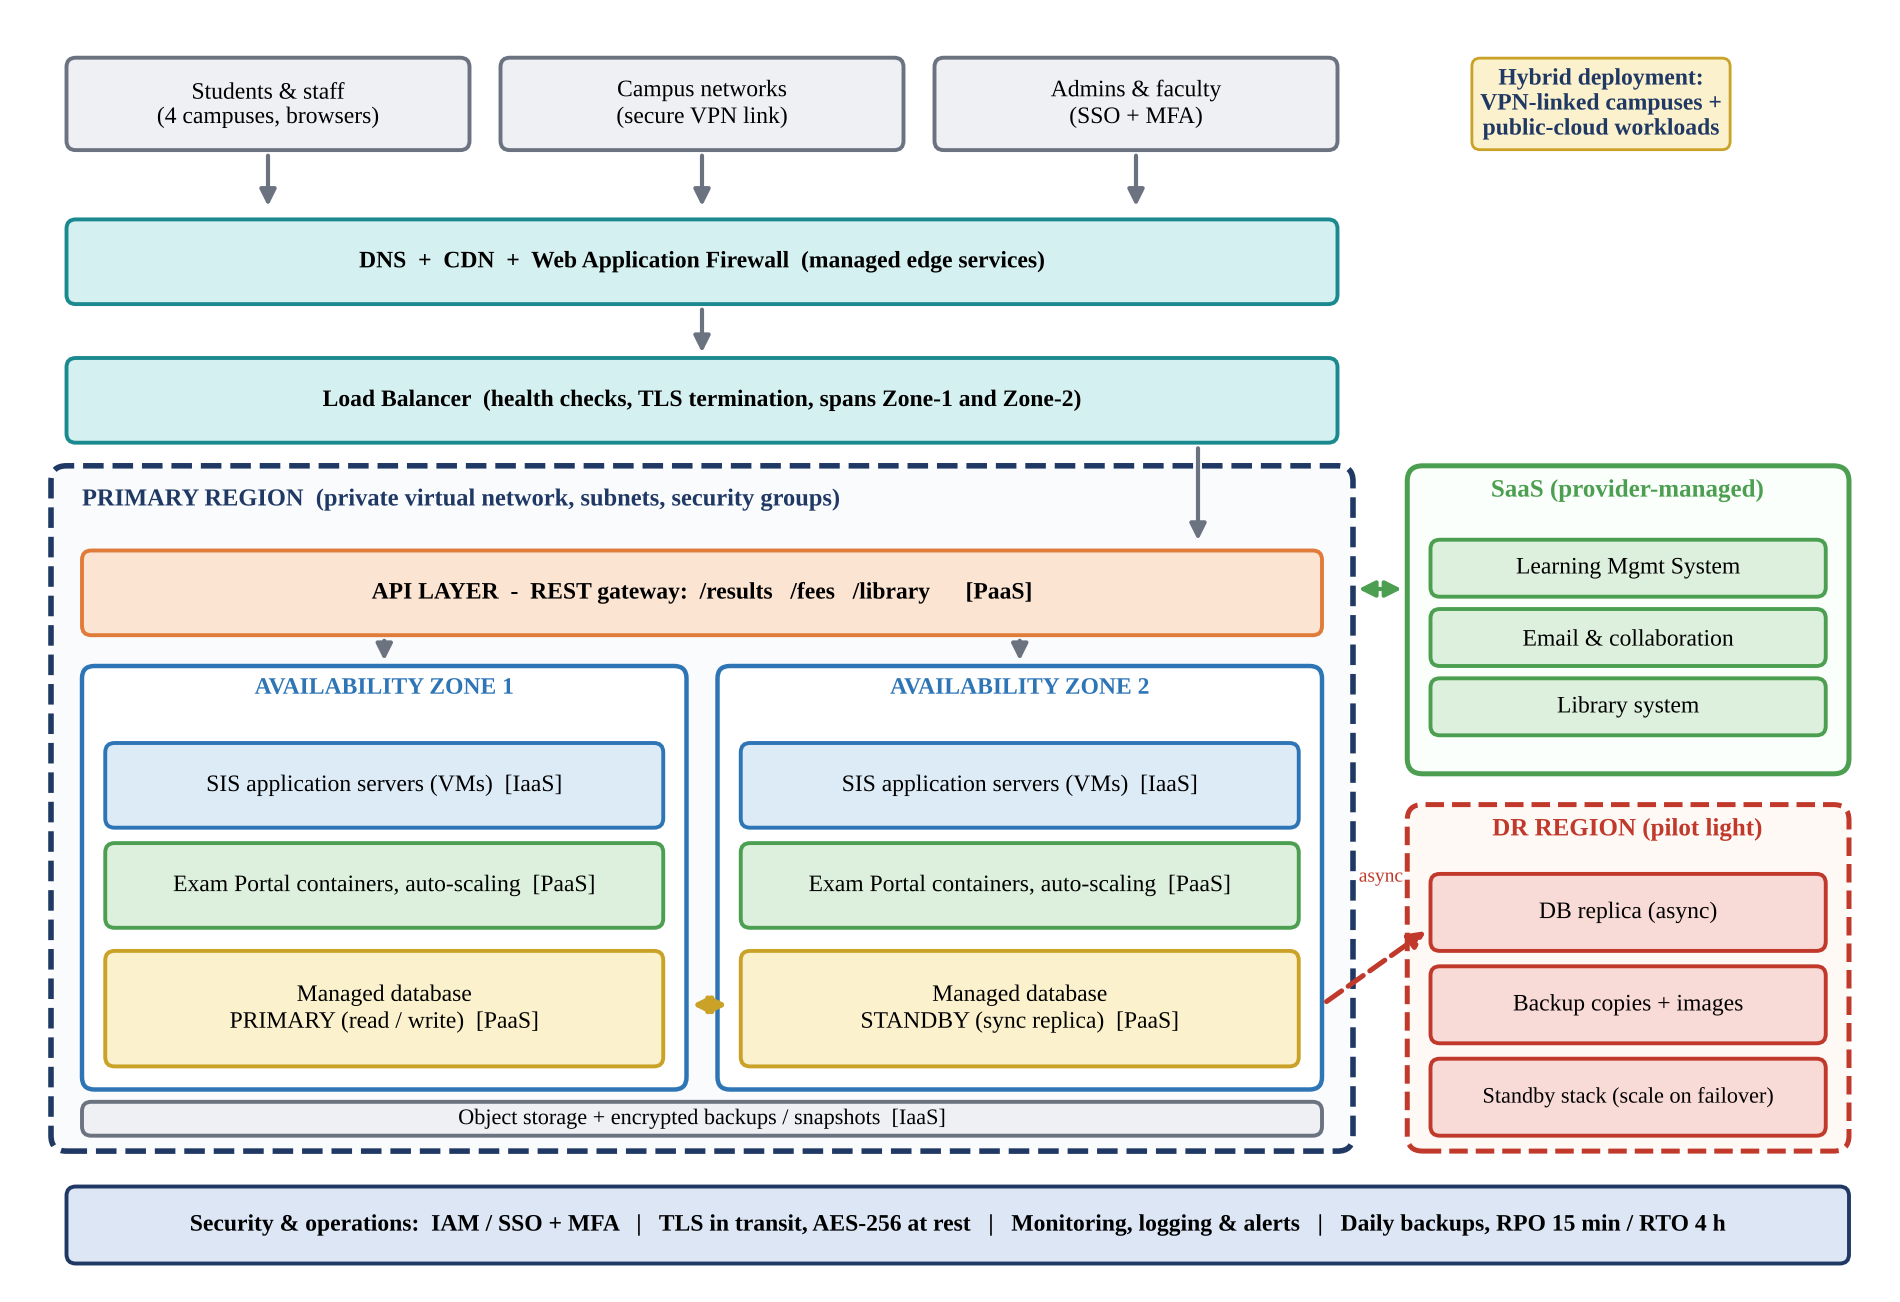 Students & staff
(4 campuses, browsers)
Campus networks
(secure VPN link)
Admins & faculty
(SSO + MFA)
Hybrid deployment:
VPN-linked campuses +
public-cloud workloads
DNS + CDN + Web Application Firewall (managed edge services)
Load Balancer (health checks, TLS termination, spans Zone-1 and Zone-2)
PRIMARY REGION (private virtual network, subnets, security groups)
API LAYER - REST gateway: /results /fees /library [PaaS]
AVAILABILITY ZONE 1
SIS application servers (VMs) [IaaS]
Exam Portal containers, auto-scaling [PaaS]
Managed database
PRIMARY (read / write) [PaaS]
AVAILABILITY ZONE 2
SIS application servers (VMs) [IaaS]
Exam Portal containers, auto-scaling [PaaS]
Managed database
STANDBY (sync replica) [PaaS]
Object storage + encrypted backups / snapshots [IaaS]
SaaS (provider-managed)
Learning Mgmt System
Email & collaboration
Library system
async
DR REGION (pilot light)
DB replica (async)
Backup copies + images
Standby stack (scale on failover)
Security & operations: IAM / SSO + MFA | TLS in transit, AES-256 at rest | Monitoring, logging & alerts | Daily backups, RPO 15 min / RTO 4 h